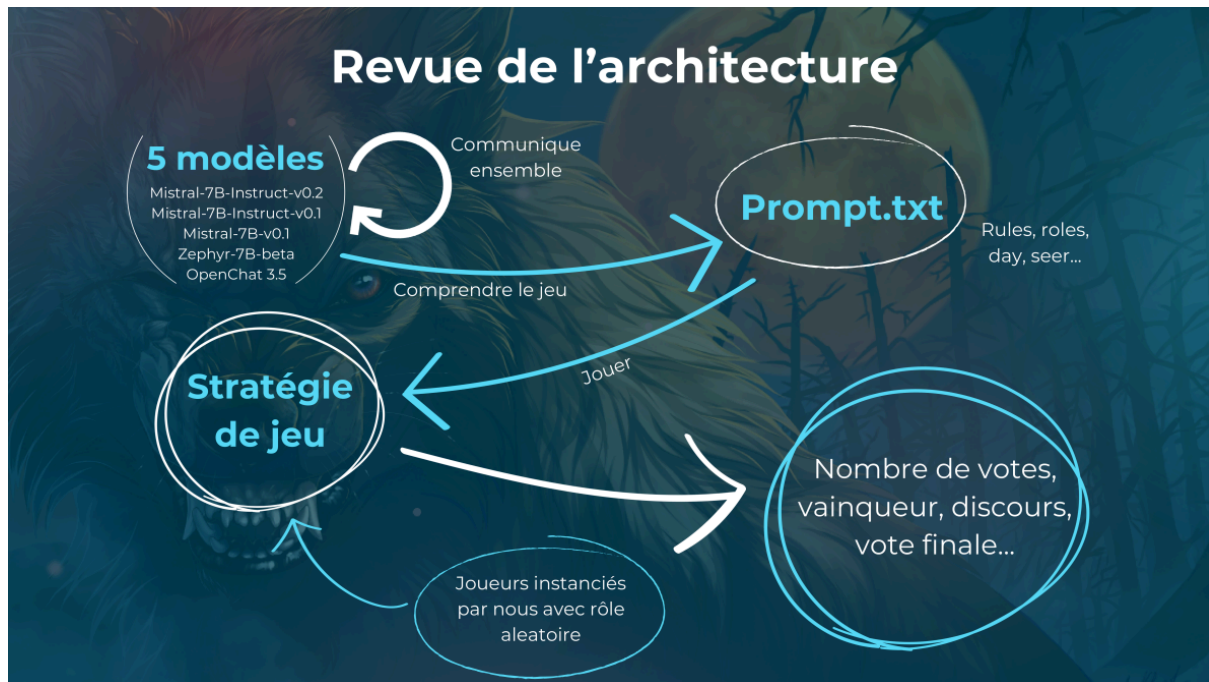 Revue de l’architecture
5 modèles
Mistral-7B-Instruct-v0.2
Mistral-7B-Instruct-v0.1
Mistral-7B-v0.1
Zephyr-7B-beta
OpenChat 3.5
Communique
ensemble
Prompt.txt
Rules, roles,
day, seer...
Comprendre le jeu
Jouer
Stratégie
de jeu
Nombre de votes,
vainqueur, discours,
vote finale...
Joueurs instanciés
par nous avec rôle
aleatoire